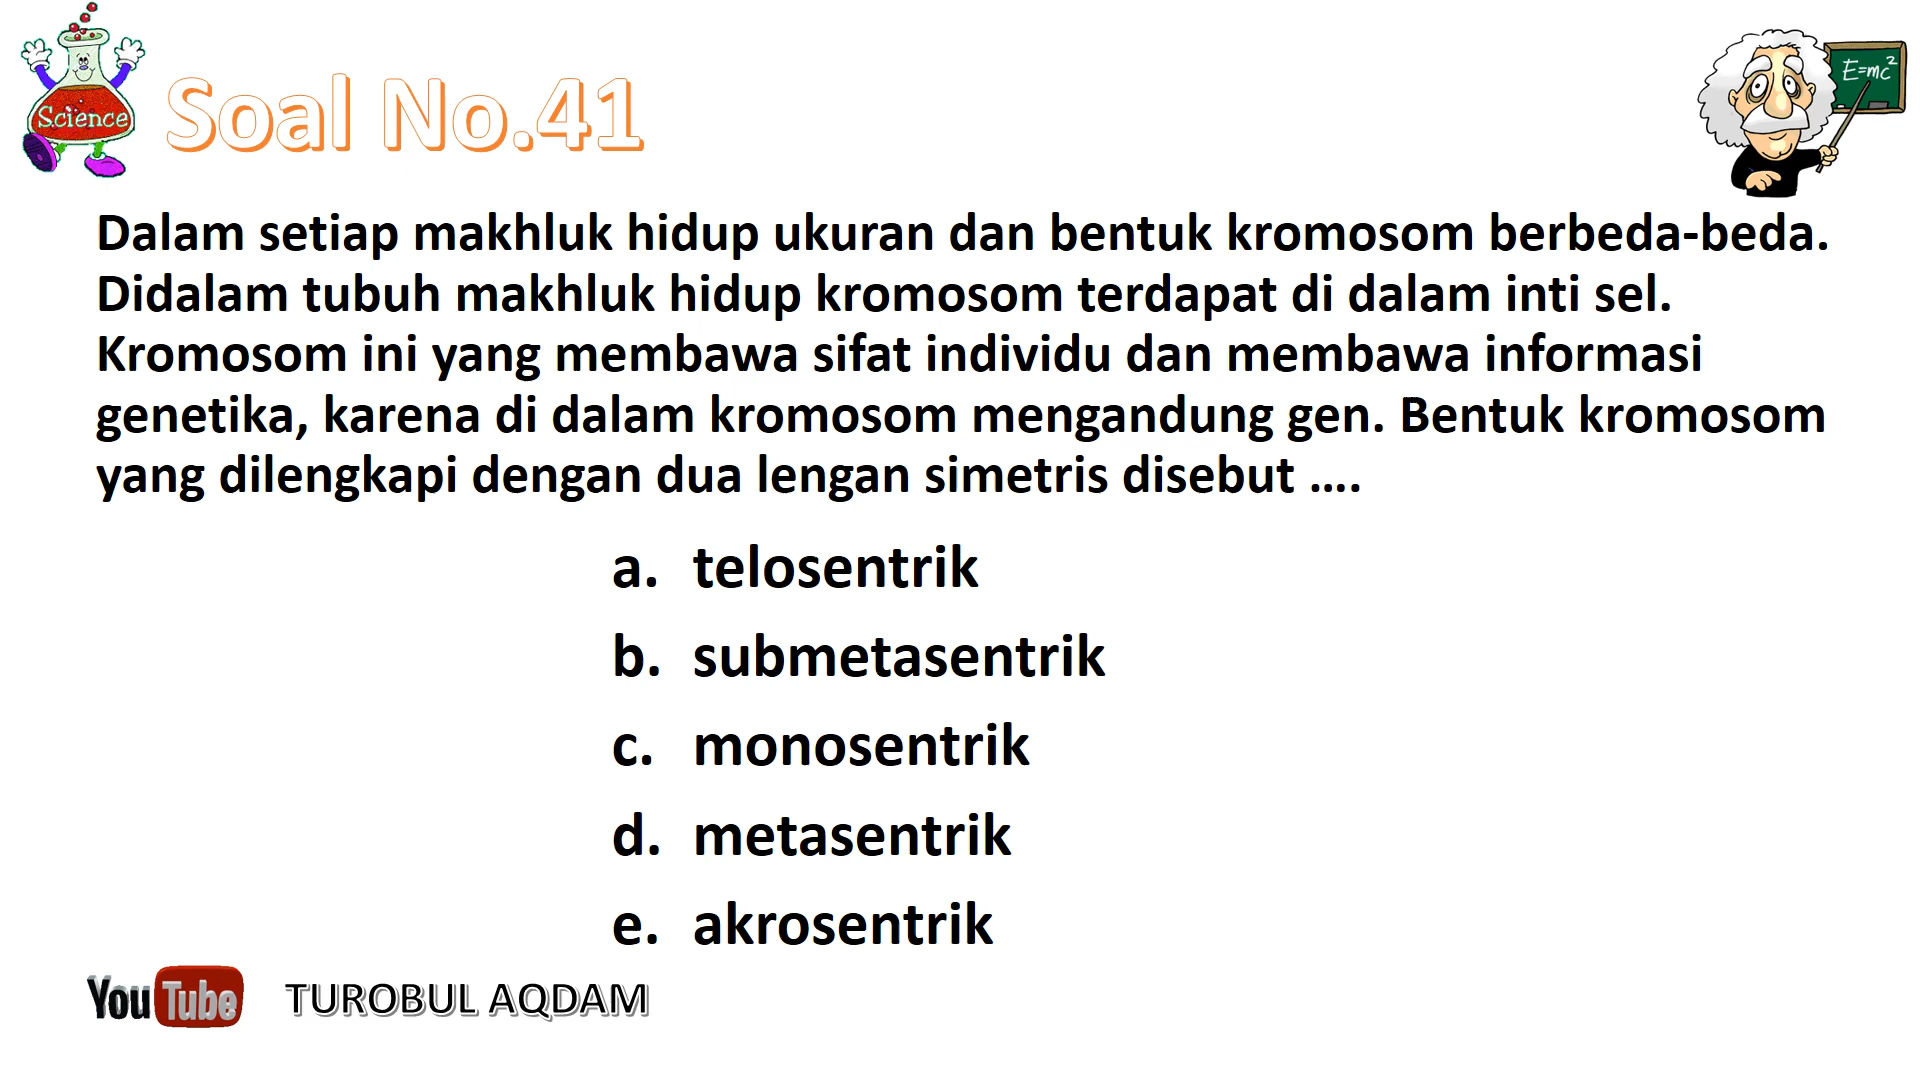 Science
Soal No.41
E=mc²
Dalam setiap makhluk hidup ukuran dan bentuk kromosom berbeda-beda.
Didalam tubuh makhluk hidup kromosom terdapat di dalam inti sel.
Kromosom ini yang membawa sifat individu dan membawa informasi
genetika, karena di dalam kromosom mengandung gen. Bentuk kromosom
yang dilengkapi dengan dua lengan simetris disebut ....
a. telosentrik
b. submetasentrik
c. monosentrik
d. metasentrik
e. akrosentrik
YouTube TUROBUL AQDAM